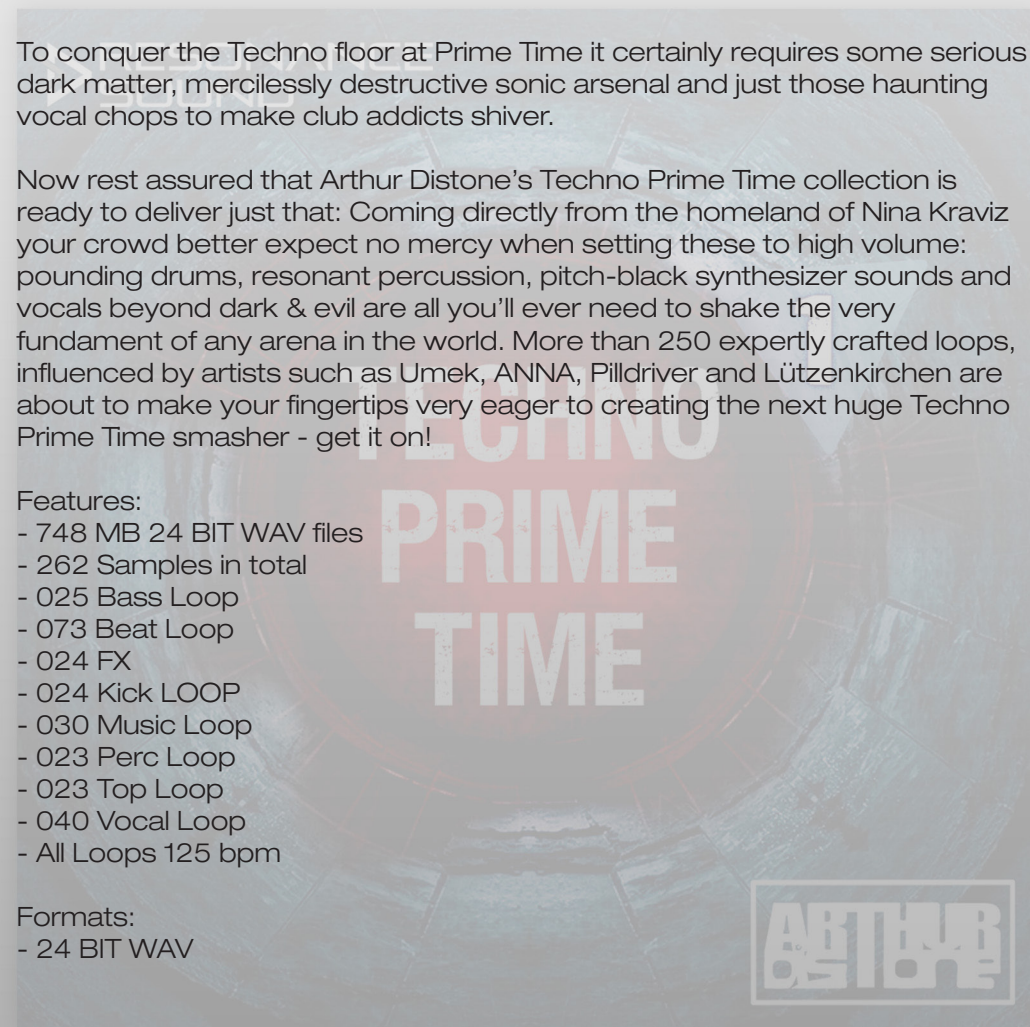 To conquer the Techno floor at Prime Time it certainly requires some serious
dark matter, mercilessly destructive sonic arsenal and just those haunting
vocal chops to make club addicts shiver.
Now rest assured that Arthur Distone's Techno Prime Time collection is
ready to deliver just that: Coming directly from the homeland of Nina Kraviz
your crowd better expect no mercy when setting these to high volume:
pounding drums, resonant percussion, pitch-black synthesizer sounds and
vocals beyond dark & evil are all you'll ever need to shake the very
fundament of any arena in the world. More than 250 expertly crafted loops,
influenced by artists such as Umek, ANNA, Pilldriver and Lützenkirchen are
about to make your fingertips very eager to creating the next huge Techno
Prime Time smasher - get it on!
Features:
- 748 MB 24 BIT WAV files
- 262 Samples in total
- 025 Bass Loop
- 073 Beat Loop
- 024 FX
- 024 Kick LOOP
- 030 Music Loop
- 023 Perc Loop
- 023 Top Loop
- 040 Vocal Loop
- All Loops 125 bpm
Formats:
- 24 BIT WAV
RESONANCE
SOUND
1
TECHNO
PRIME
TIME
ARTHUR
DISTONE